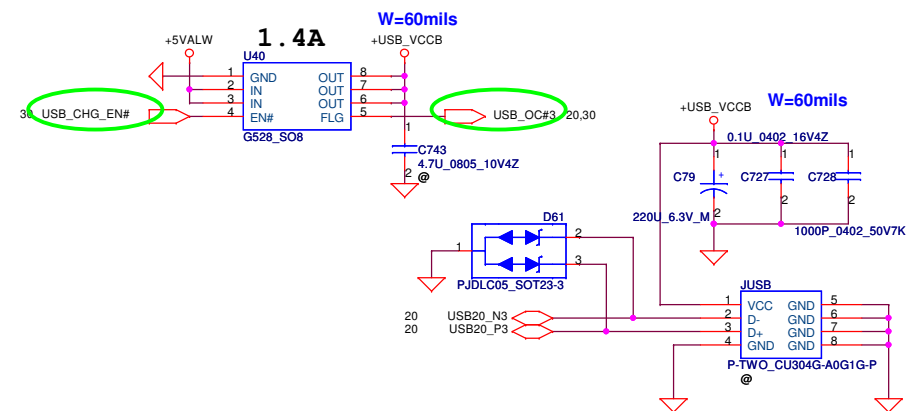 W=60mils
+5VALW 1.4A +USB_VCCB
U40
1 GND OUT 8
2 IN OUT 7
3 IN OUT 6
30 USB_CHG_EN# 4 EN# FLG 5 USB_OC#3 20,30
G528_SO8
1
C743
4.7U_0805_10V4Z
2 @
W=60mils
+USB_VCCB
0.1U_0402_16V4Z
1 1 1
C79 + C727 C728
2 2 2
220U_6.3V_M
1000P_0402_50V7K
D61
1 2
3
PJDLC05_SOT23-3
JUSB
1 VCC GND 5
20 USB20_N3 2 D- GND 6
20 USB20_P3 3 D+ GND 7
4 GND GND 8
P-TWO_CU304G-A0G1G-P
@